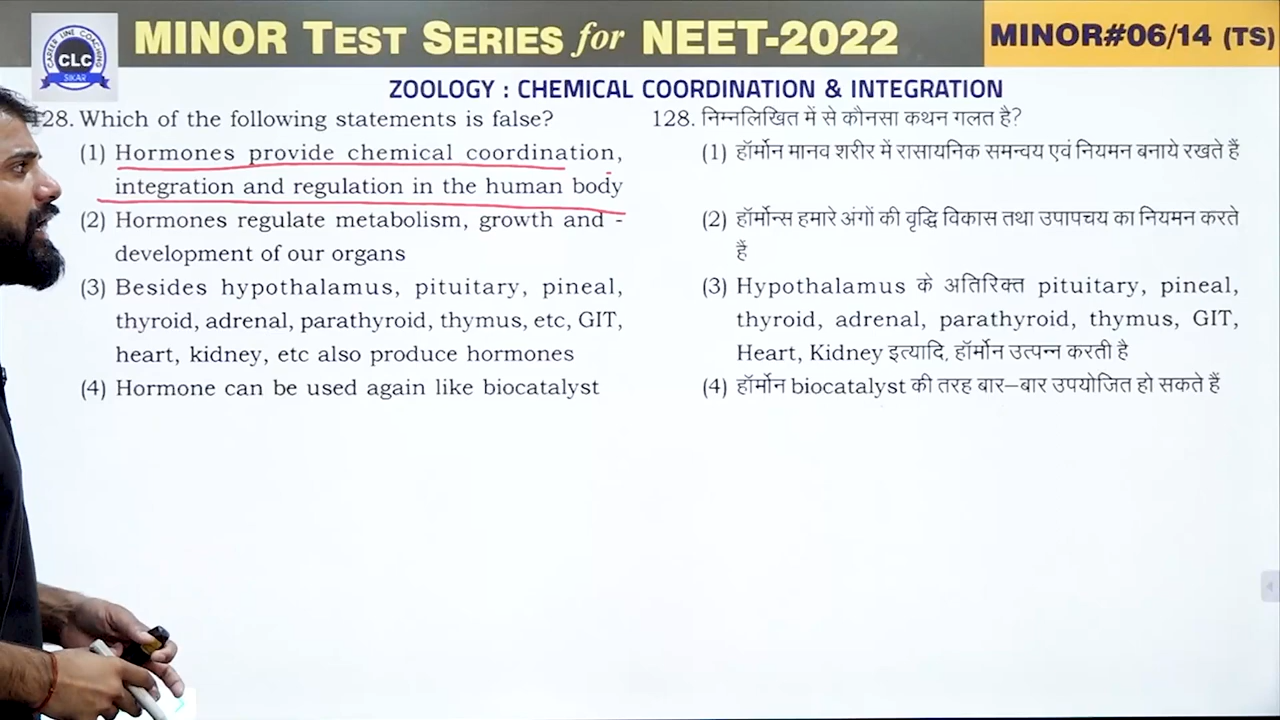 CAREER LINE COACHING
CLC
SIKAR
MINOR TEST SERIES for NEET-2022
MINOR#06/14 (TS)
ZOOLOGY : CHEMICAL COORDINATION & INTEGRATION
128. Which of the following statements is false?
(1) Hormones provide chemical coordination,
integration and regulation in the human body
(2) Hormones regulate metabolism, growth and
development of our organs
(3) Besides hypothalamus, pituitary, pineal,
thyroid, adrenal, parathyroid, thymus, etc, GIT,
heart, kidney, etc also produce hormones
(4) Hormone can be used again like biocatalyst
128. निम्नलिखित में से कौनसा कथन गलत है?
(1) हॉर्मोन मानव शरीर में रासायनिक समन्वय एवं नियमन बनाये रखते हैं
(2) हॉर्मोन्स हमारे अंगों की वृद्धि विकास तथा उपापचय का नियमन करते
हैं
(3) Hypothalamus के अतिरिक्त pituitary, pineal,
thyroid, adrenal, parathyroid, thymus, GIT,
Heart, Kidney इत्यादि, हॉर्मोन उत्पन्न करती है
(4) हॉर्मोन biocatalyst की तरह बार–बार उपयोजित हो सकते हैं